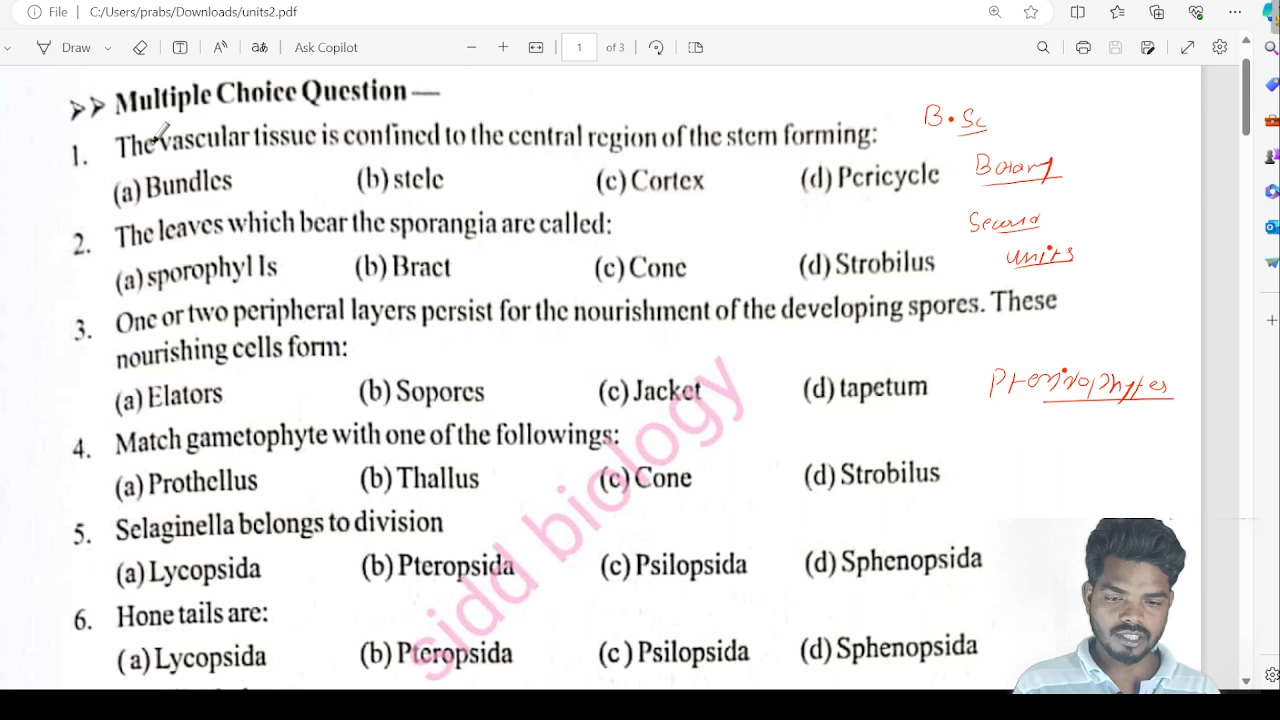 File C:/Users/prabs/Downloads/units2.pdf
Draw Ask Copilot 1 of 3
Multiple Choice Question —
1. The vascular tissue is confined to the central region of the stem forming:
(a) Bundles (b) stele (c) Cortex (d) Pericycle
2. The leaves which bear the sporangia are called:
(a) sporophyl ls (b) Bract (c) Cone (d) Strobilus
3. One or two peripheral layers persist for the nourishment of the developing spores. These
nourishing cells form:
(a) Elators (b) Sopores (c) Jacket (d) tapetum
4. Match gametophyte with one of the followings:
(a) Prothellus (b) Thallus (c) Cone (d) Strobilus
5. Selaginella belongs to division
(a) Lycopsida (b) Pteropsida (c) Psilopsida (d) Sphenopsida
6. Hone tails are:
(a) Lycopsida (b) Pteropsida (c) Psilopsida (d) Sphenopsida
B.Sc
Botany
Second
units
sidd biology